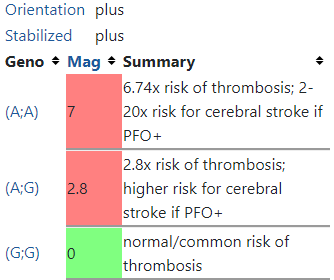 Orientation plus
Stabilized plus
Geno Mag Summary
(A;A) 7 6.74x risk of thrombosis; 2-
20x risk for cerebral stroke if
PFO+
(A;G) 2.8 2.8x risk of thrombosis;
higher risk for cerebral
stroke if PFO+
(G;G) 0 normal/common risk of
thrombosis